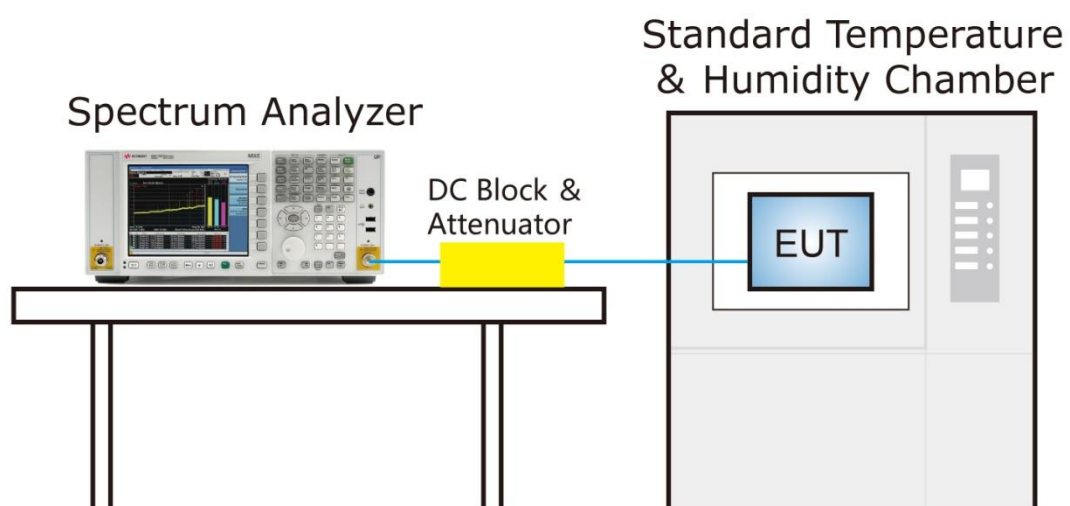 Standard Temperature
& Humidity Chamber
Spectrum Analyzer
DC Block &
Attenuator
EUT